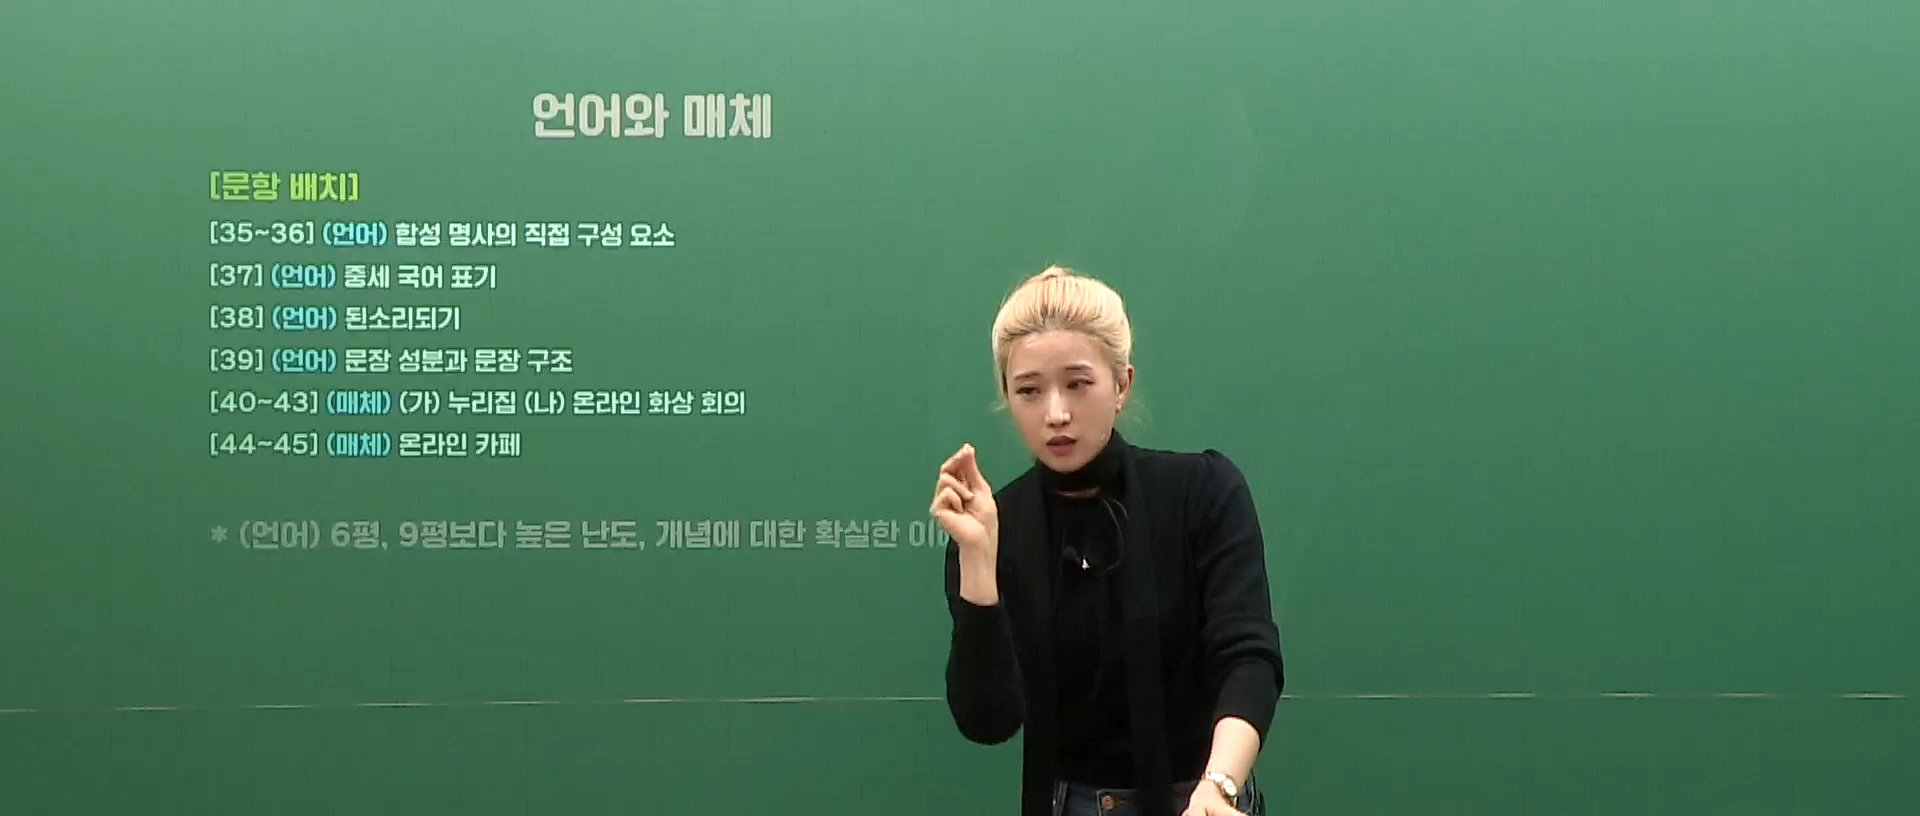 언어와 매체
[문항 배치]
[35~36] (언어) 합성 명사의 직접 구성 요소
[37] (언어) 중세 국어 표기
[38] (언어) 된소리되기
[39] (언어) 문장 성분과 문장 구조
[40~43] (매체) (가) 누리집 (나) 온라인 화상 회의
[44~45] (매체) 온라인 카페
* (언어) 6평, 9평보다 높은 난도, 개념에 대한 확실한